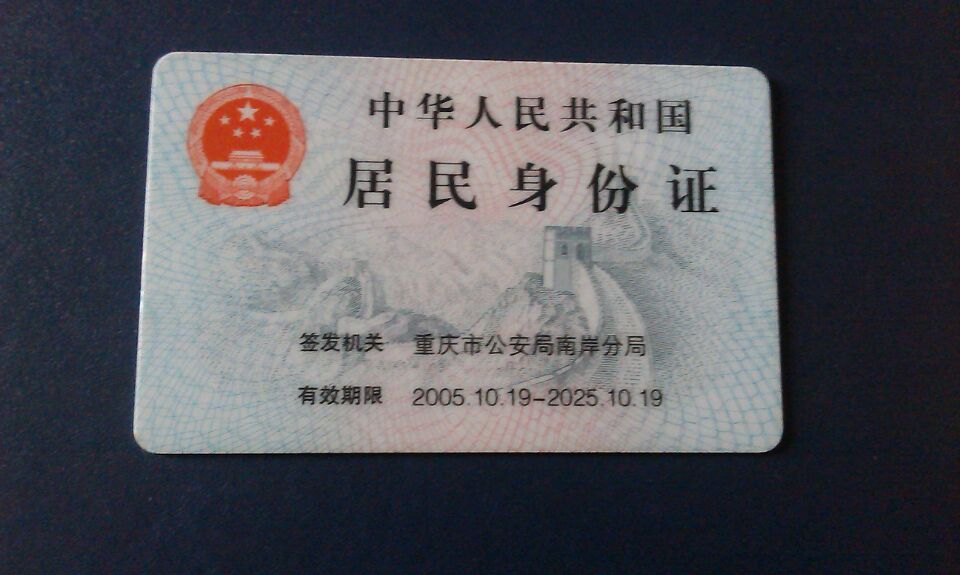 中华人民共和国
居民身份证
签发机关 重庆市公安局南岸分局
有效期限 2005.10.19-2025.10.19